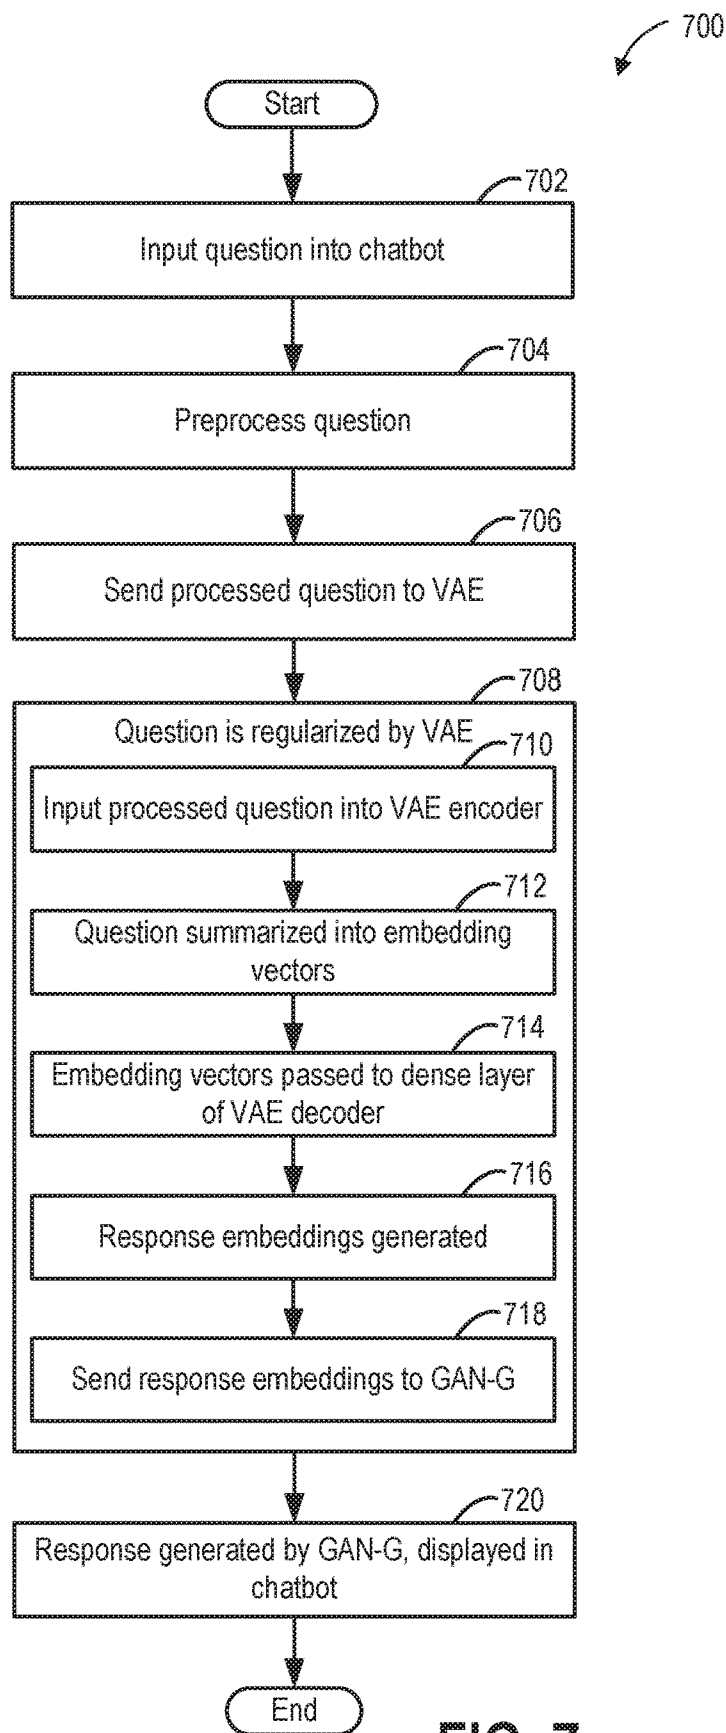 700
Start
702
Input question into chatbot
704
Preprocess question
706
Send processed question to VAE
708
Question is regularized by VAE
710
Input processed question into VAE encoder
712
Question summarized into embedding
vectors
714
Embedding vectors passed to dense layer
of VAE decoder
716
Response embeddings generated
718
Send response embeddings to GAN-G
720
Response generated by GAN-G, displayed in
chatbot
End